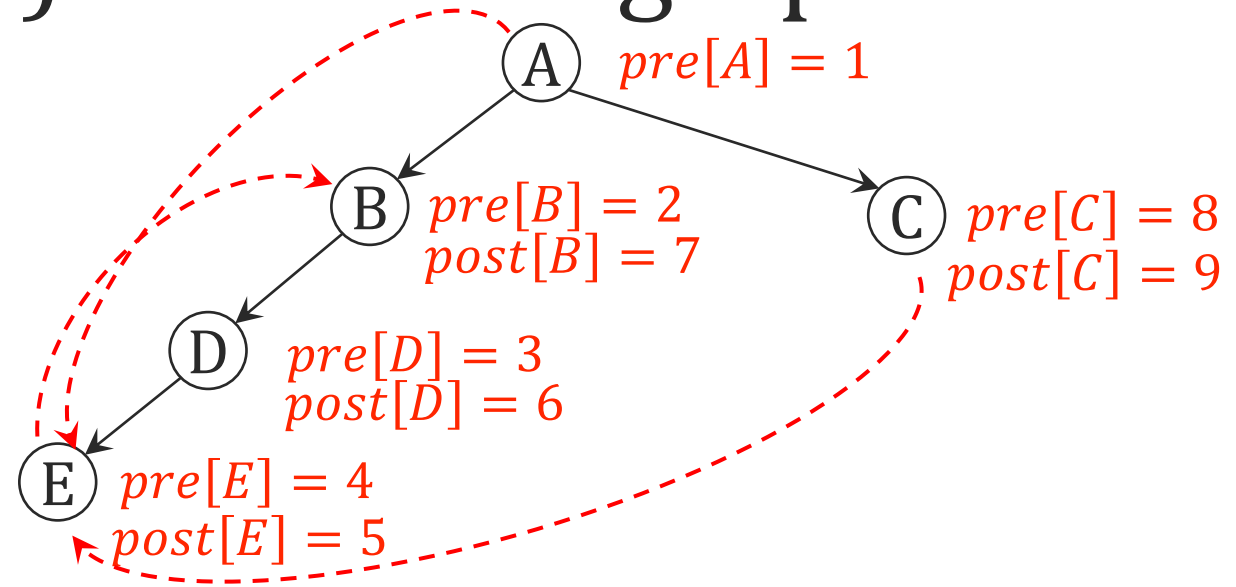 A
pre[A] = 1
B
pre[B] = 2
post[B] = 7
C
pre[C] = 8
post[C] = 9
D
pre[D] = 3
post[D] = 6
E
pre[E] = 4
post[E] = 5